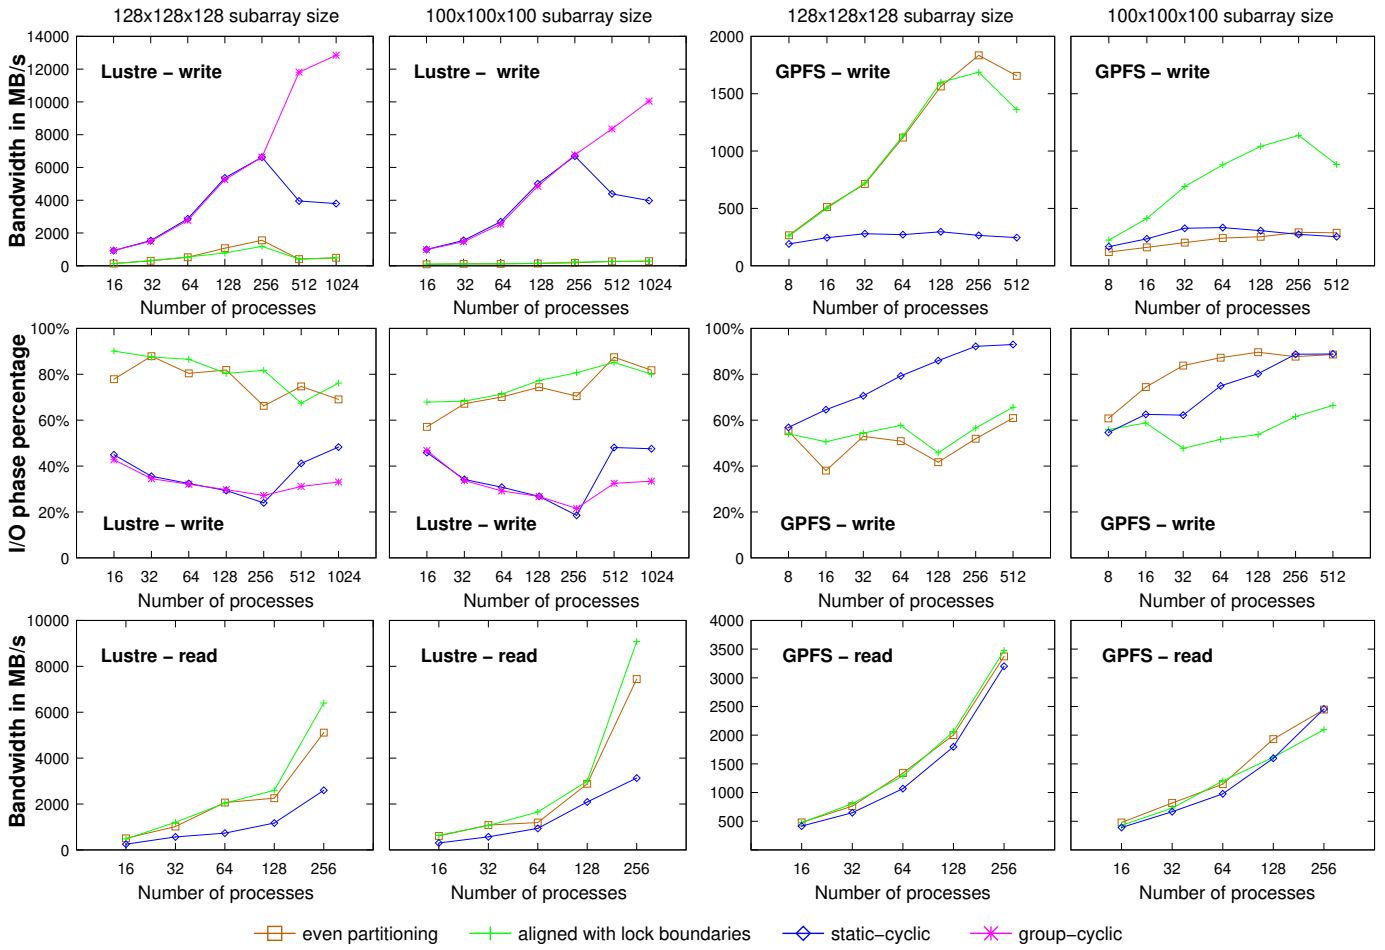 128x128x128 subarray size
100x100x100 subarray size
128x128x128 subarray size
100x100x100 subarray size
Bandwidth in MB/s
14000
12000
10000
8000
6000
4000
2000
0
Lustre – write
16 32 64 128 256 512 1024
Number of processes
Lustre – write
16 32 64 128 256 512 1024
Number of processes
2000
1500
1000
500
0
GPFS – write
8 16 32 64 128 256 512
Number of processes
GPFS – write
8 16 32 64 128 256 512
Number of processes
I/O phase percentage
100%
80%
60%
40%
20%
0
Lustre – write
16 32 64 128 256 512 1024
Number of processes
Lustre – write
16 32 64 128 256 512 1024
Number of processes
100%
80%
60%
40%
20%
0
GPFS – write
8 16 32 64 128 256 512
Number of processes
GPFS – write
8 16 32 64 128 256 512
Number of processes
Bandwidth in MB/s
10000
8000
6000
4000
2000
0
Lustre – read
16 32 64 128 256
Number of processes
Lustre – read
16 32 64 128 256
Number of processes
4000
3500
3000
2500
2000
1500
1000
500
GPFS – read
16 32 64 128 256
Number of processes
GPFS – read
16 32 64 128 256
Number of processes
even partitioning
aligned with lock boundaries
static–cyclic
group–cyclic